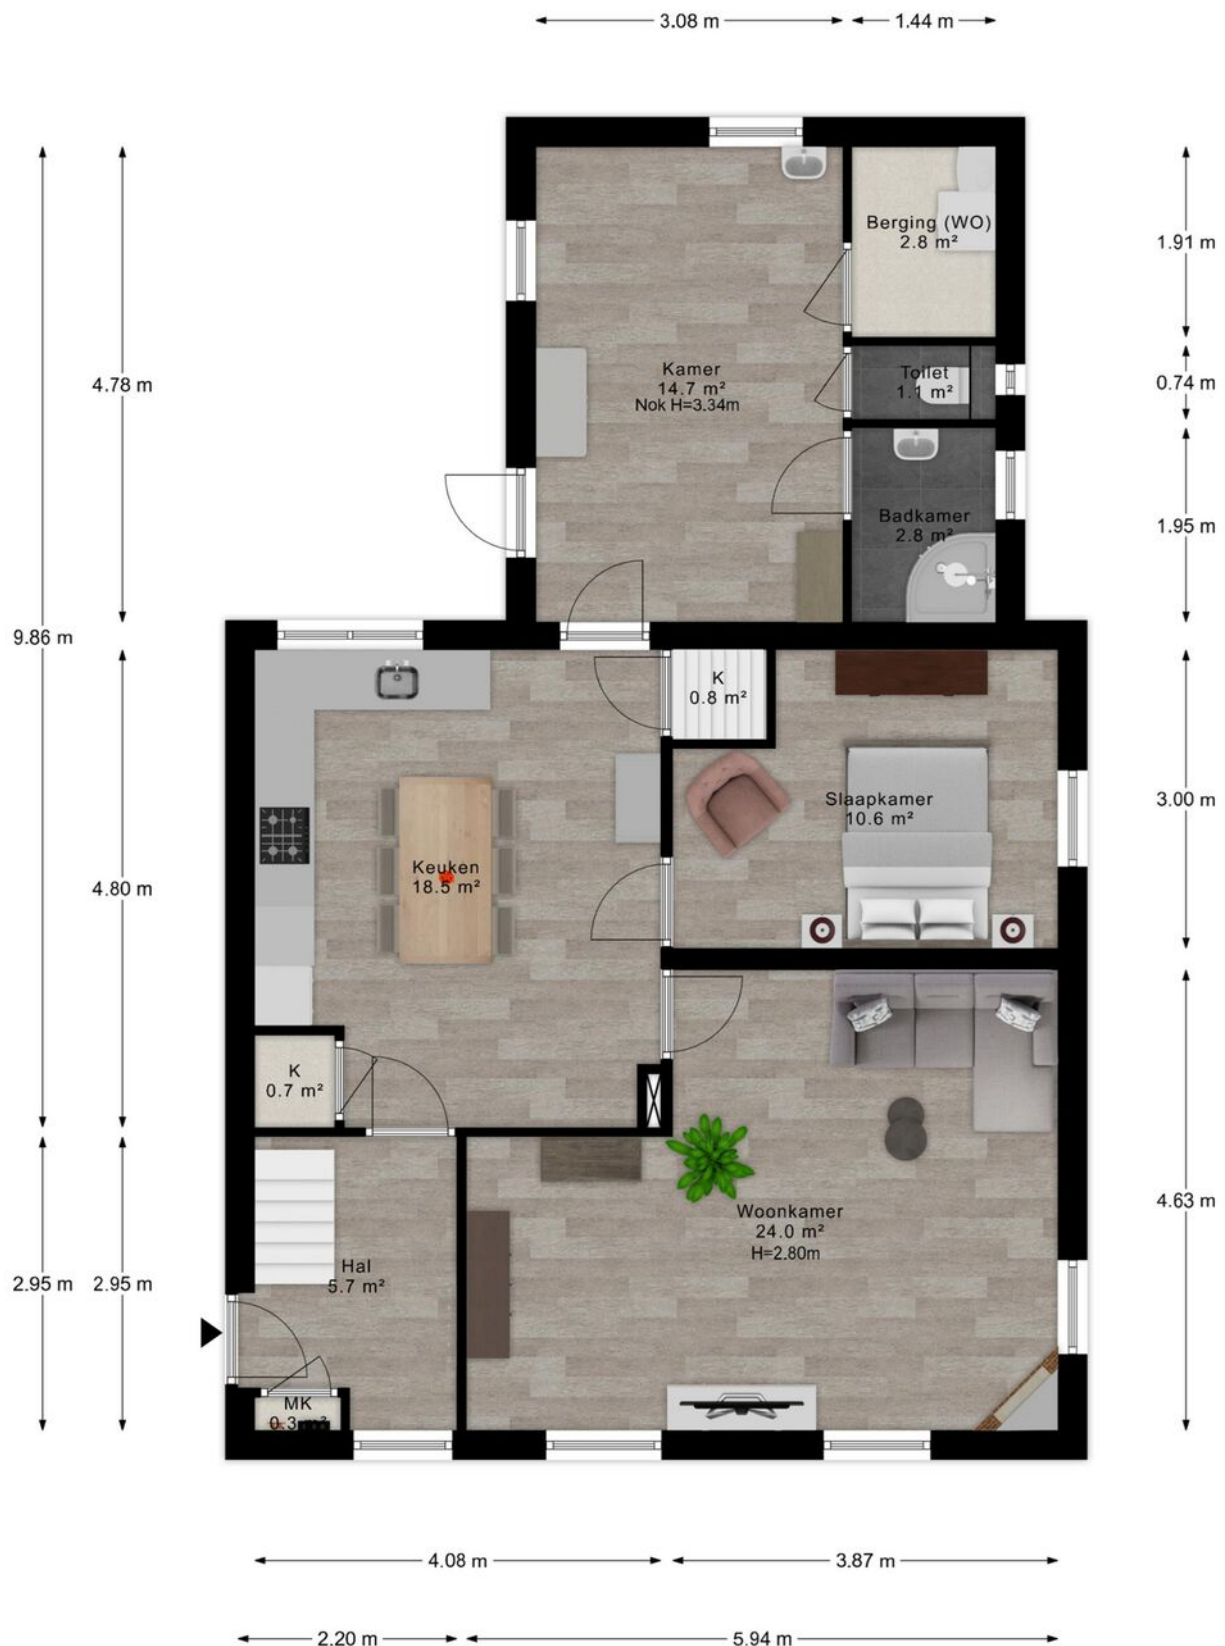 3.08 m
1.44 m
Berging (WO)
2.8 m²
1.91 m
Kamer
14.7 m²
Nok H=3.34m
Toilet
1.1 m²
4.78 m
0.74 m
Badkamer
2.8 m²
1.95 m
9.86 m
K
0.8 m²
Slaapkamer
10.6 m²
3.00 m
Keuken
18.5 m²
4.80 m
K
0.7 m²
Woonkamer
24.0 m²
H=2.80m
4.63 m
Hal
5.7 m²
2.95 m
2.95 m
MK
0.3 m²
4.08 m
3.87 m
2.20 m
5.94 m